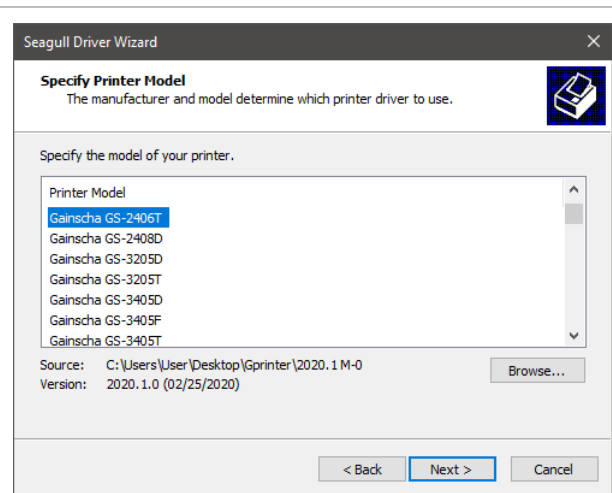 Seagull Driver Wizard
Specify Printer Model
The manufacturer and model determine which printer driver to use.
Specify the model of your printer.
Printer Model
Gainscha GS-2406T
Gainscha GS-2408D
Gainscha GS-3205D
Gainscha GS-3205T
Gainscha GS-3405D
Gainscha GS-3405F
Gainscha GS-3405T
Source: C:\Users\User\Desktop\Gprinter\2020.1 M-0
Browse...
Version: 2020.1.0 (02/25/2020)
< Back Next > Cancel